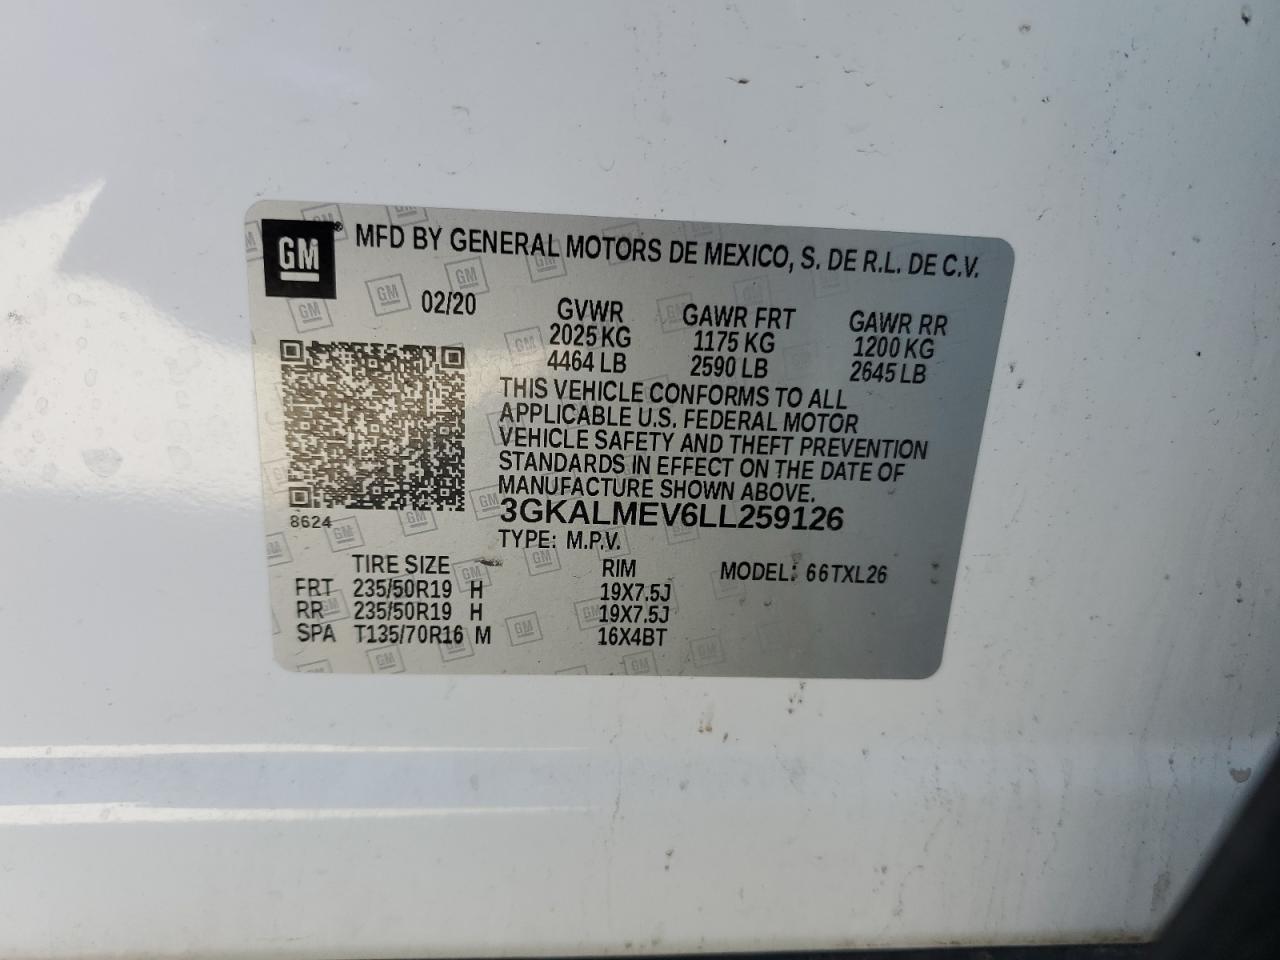 GM® MFD BY GENERAL MOTORS DE MEXICO, S. DE R.L. DE C.V.
02/20 GVWR GAWR FRT GAWR RR
2025 KG 1175 KG 1200 KG
4464 LB 2590 LB 2645 LB
THIS VEHICLE CONFORMS TO ALL
APPLICABLE U.S. FEDERAL MOTOR
VEHICLE SAFETY AND THEFT PREVENTION
STANDARDS IN EFFECT ON THE DATE OF
MANUFACTURE SHOWN ABOVE.
8624 3GKALMEV6LL259126
TYPE: M.P.V.
TIRE SIZE RIM MODEL: 66TXL26
FRT 235/50R19 H 19X7.5J
RR 235/50R19 H 19X7.5J
SPA T135/70R16 M 16X4BT